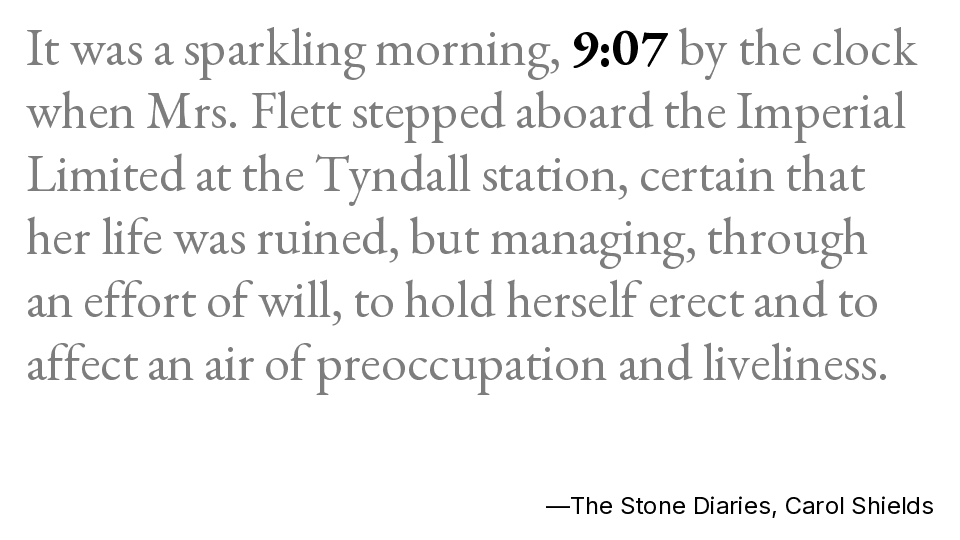 It was a sparkling morning, 9:07 by the clock
when Mrs. Flett stepped aboard the Imperial
Limited at the Tyndall station, certain that
her life was ruined, but managing, through
an effort of will, to hold herself erect and to
affect an air of preoccupation and liveliness.
—The Stone Diaries, Carol Shields